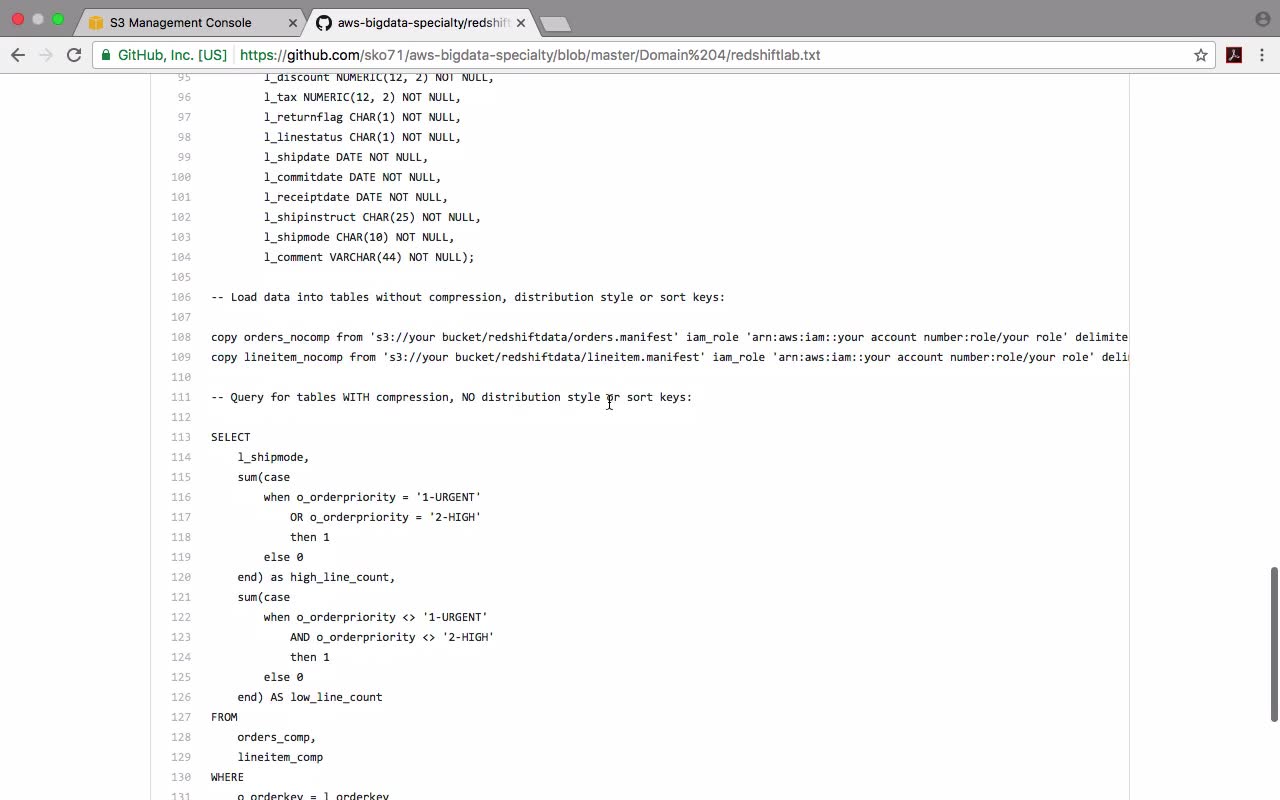 S3 Management Console
aws-bigdata-specialty/redshift
GitHub, Inc. [US]
https://github.com/sko71/aws-bigdata-specialty/blob/master/Domain%204/redshiftlab.txt
95 l_discount NUMERIC(12, 2) NOT NULL,
96 l_tax NUMERIC(12, 2) NOT NULL,
97 l_returnflag CHAR(1) NOT NULL,
98 l_linestatus CHAR(1) NOT NULL,
99 l_shipdate DATE NOT NULL,
100 l_commitdate DATE NOT NULL,
101 l_receiptdate DATE NOT NULL,
102 l_shipinstruct CHAR(25) NOT NULL,
103 l_shipmode CHAR(10) NOT NULL,
104 l_comment VARCHAR(44) NOT NULL);
105
106 -- Load data into tables without compression, distribution style or sort keys:
107
108 copy orders_nocomp from 's3://your bucket/redshiftdata/orders.manifest' iam_role 'arn:aws:iam::your account number:role/your role' delimite
109 copy lineitem_nocomp from 's3://your bucket/redshiftdata/lineitem.manifest' iam_role 'arn:aws:iam::your account number:role/your role' deli
110
111 -- Query for tables WITH compression, NO distribution style or sort keys:
112
113 SELECT
114 l_shipmode,
115 sum(case
116 when o_orderpriority = '1-URGENT'
117 OR o_orderpriority = '2-HIGH'
118 then 1
119 else 0
120 end) as high_line_count,
121 sum(case
122 when o_orderpriority <> '1-URGENT'
123 AND o_orderpriority <> '2-HIGH'
124 then 1
125 else 0
126 end) AS low_line_count
127 FROM
128 orders_comp,
129 lineitem_comp
130 WHERE
131 o_orderkey = l_orderkey